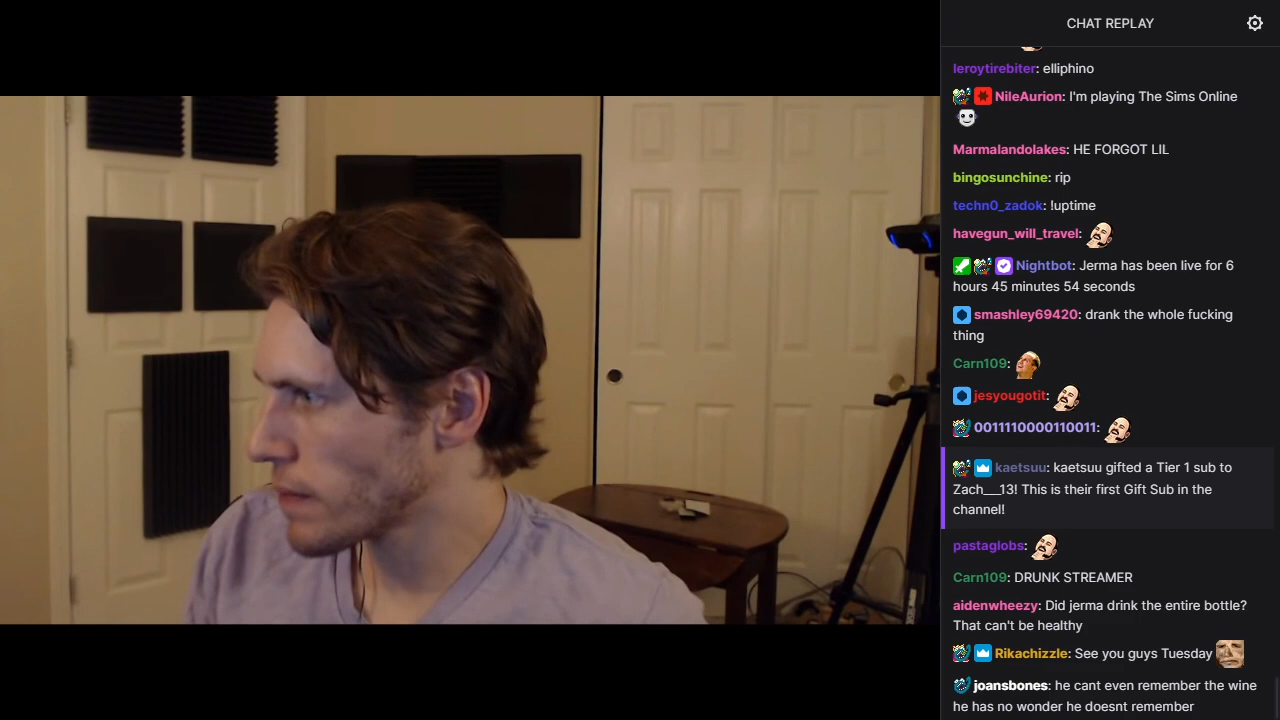 CHAT REPLAY
leroytirebiter: elliphino
NileAurion: I'm playing The Sims Online
Marmalandolakes: HE FORGOT LIL
bingosunchine: rip
techn0_zadok: !uptime
havegun_will_travel:
Nightbot: Jerma has been live for 6
hours 45 minutes 54 seconds
smashley69420: drank the whole fucking
thing
Carn109:
jesyougotit:
0011110000110011:
kaetsuu: kaetsuu gifted a Tier 1 sub to
Zach__13! This is their first Gift Sub in the
channel!
pastaglobs:
Carn109: DRUNK STREAMER
aidenwheezy: Did jerma drink the entire bottle?
That can't be healthy
Rikachizzle: See you guys Tuesday
joansbones: he cant even remember the wine
he has no wonder he doesnt remember